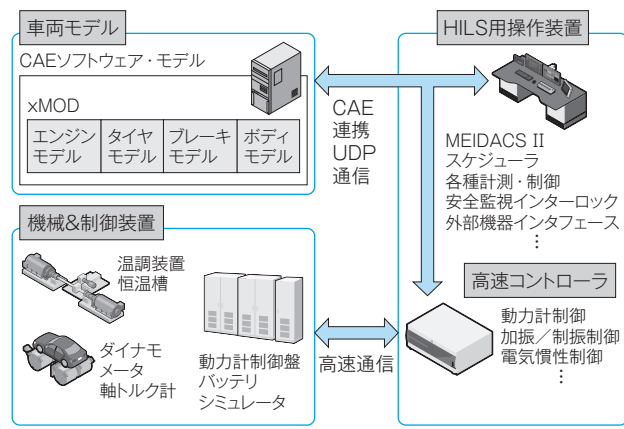 車両モデル
CAEソフトウェア・モデル
xMOD
エンジン
モデル
タイヤ
モデル
ブレーキ
モデル
ボディ
モデル
CAE
連携
UDP
通信
HILS用操作装置
MEIDACS II
スケジューラ
各種計測・制御
安全監視インターロック
外部機器インタフェース
⋮
機械&制御装置
温調装置
恒温槽
ダイナモ
メータ
軸トルク計
動力計制御盤
バッテリ
シミュレータ
高速通信
高速コントローラ
動力計制御
加振／制振制御
電気慣性制御
⋮